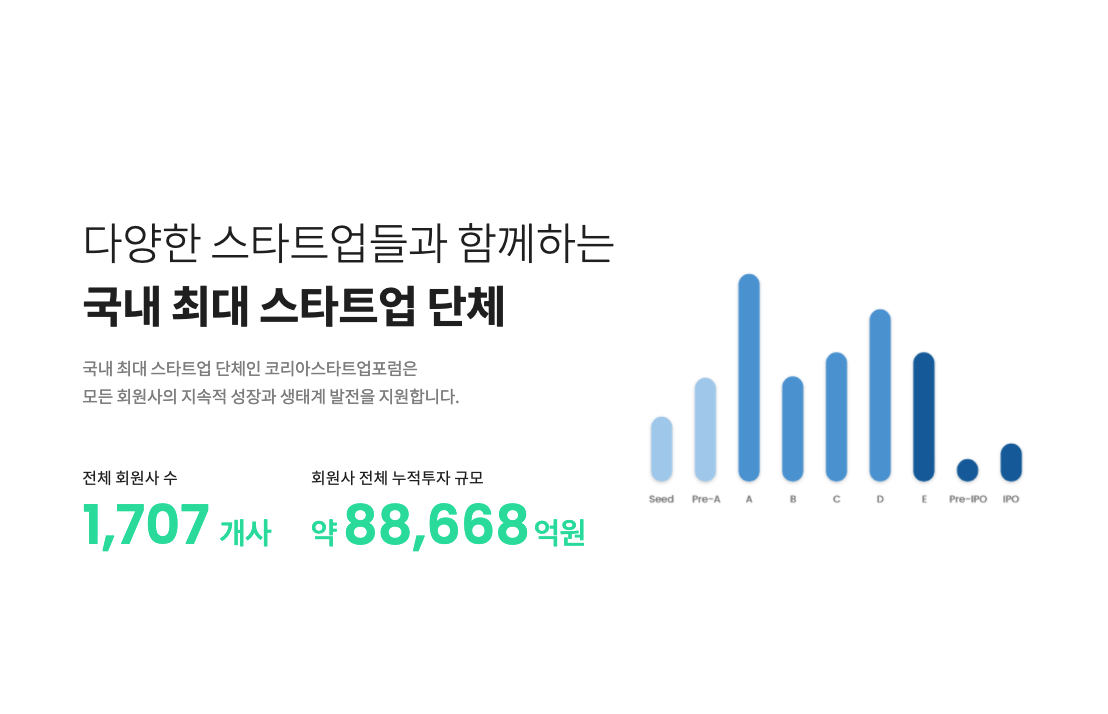 다양한 스타트업들과 함께하는
국내 최대 스타트업 단체
국내 최대 스타트업 단체인 코리아스타트업포럼은
모든 회원사의 지속적 성장과 생태계 발전을 지원합니다.
전체 회원사 수
1,707 개사
회원사 전체 누적투자 규모
약 88,668 억원
Seed Pre-A A B C D E Pre-IPO IPO